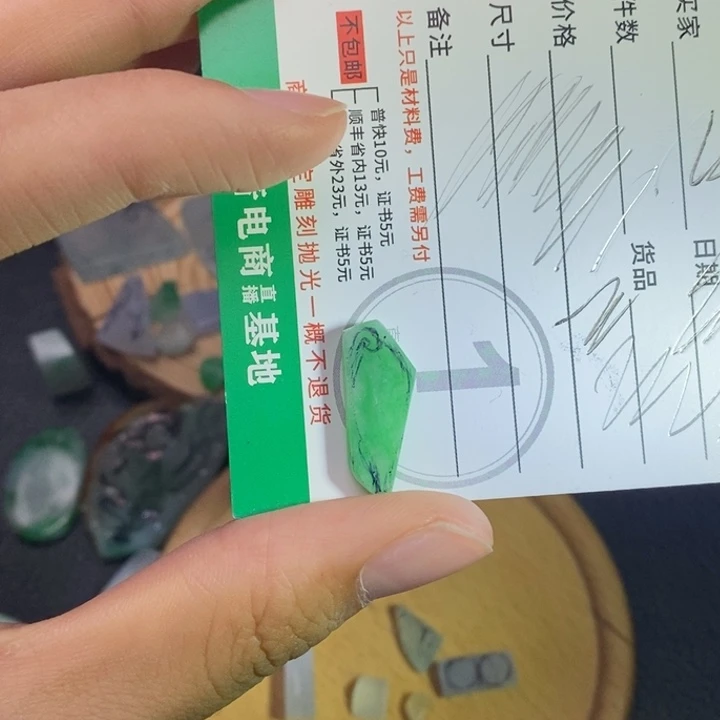 买家
件数
价格
尺寸
备注
日期
货品
1
以上只是材料费，工费需另付
不包邮
普快10元，证书5元
顺丰省内13元，证书5元
省外23元，证书5元
雕刻抛光一概不退货
电商直播基地